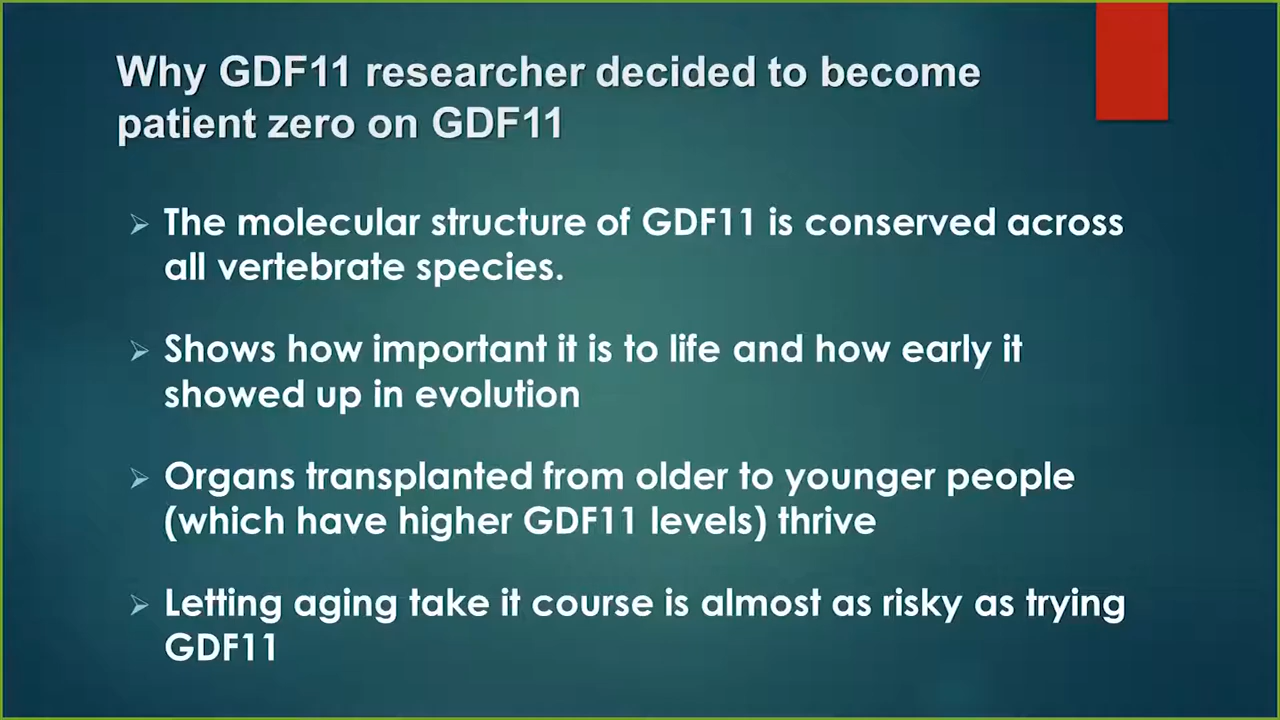 Why GDF11 researcher decided to become
patient zero on GDF11
The molecular structure of GDF11 is conserved across
all vertebrate species.
Shows how important it is to life and how early it
showed up in evolution
Organs transplanted from older to younger people
(which have higher GDF11 levels) thrive
Letting aging take it course is almost as risky as trying
GDF11